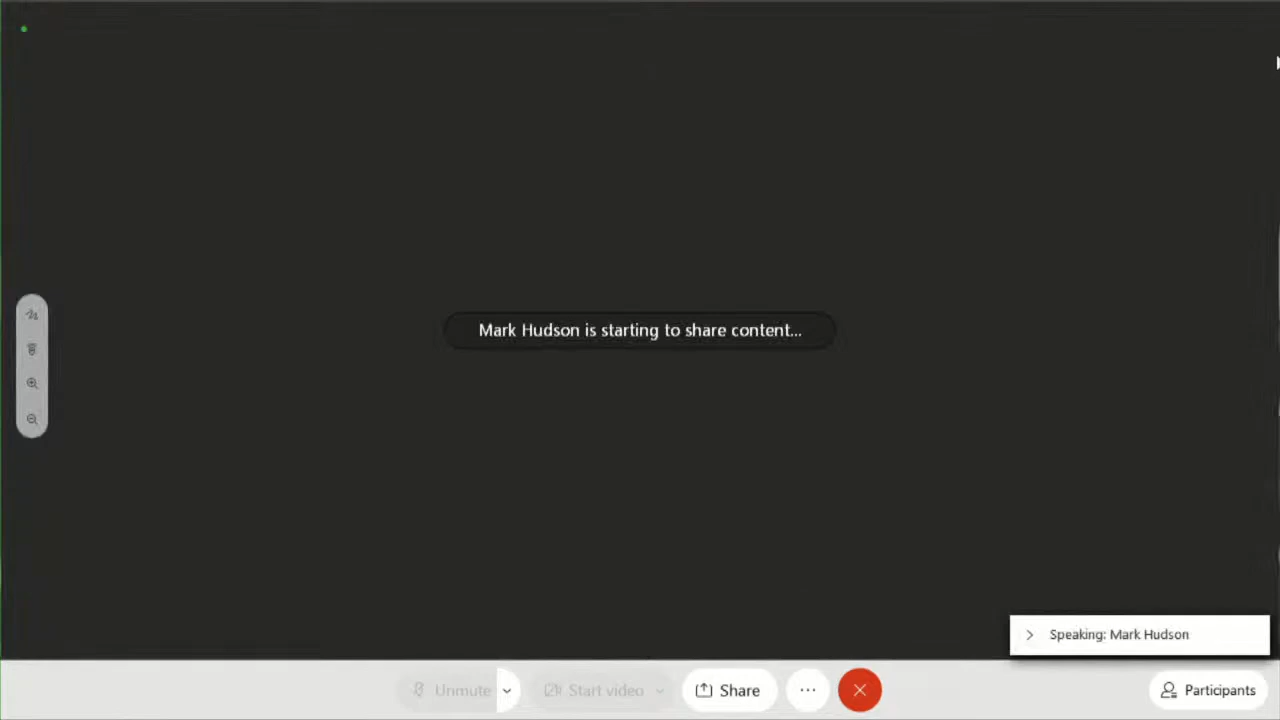 Mark Hudson is starting to share content...
Speaking: Mark Hudson
Unmute Start video Share Participants